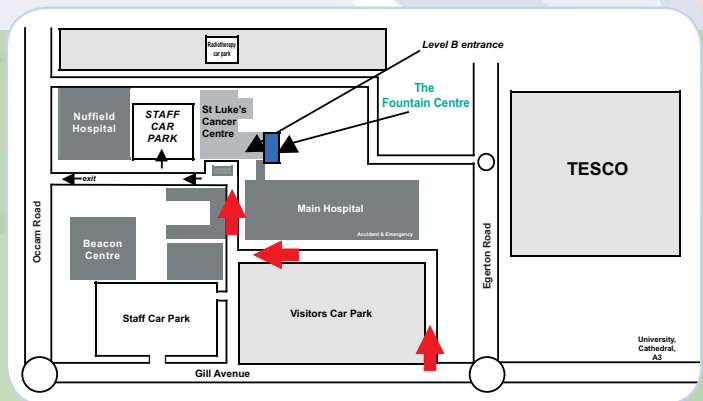 Radiotherapy
car park
Level B entrance
The
Fountain Centre
St Luke's
Cancer
Centre
Nuffield
Hospital
STAFF
CAR
PARK
TESCO
exit
Main Hospital
Accident & Emergency
Occam Road
Beacon
Centre
Egerton Road
Staff Car Park
Visitors Car Park
University,
Cathedral,
A3
Gill Avenue